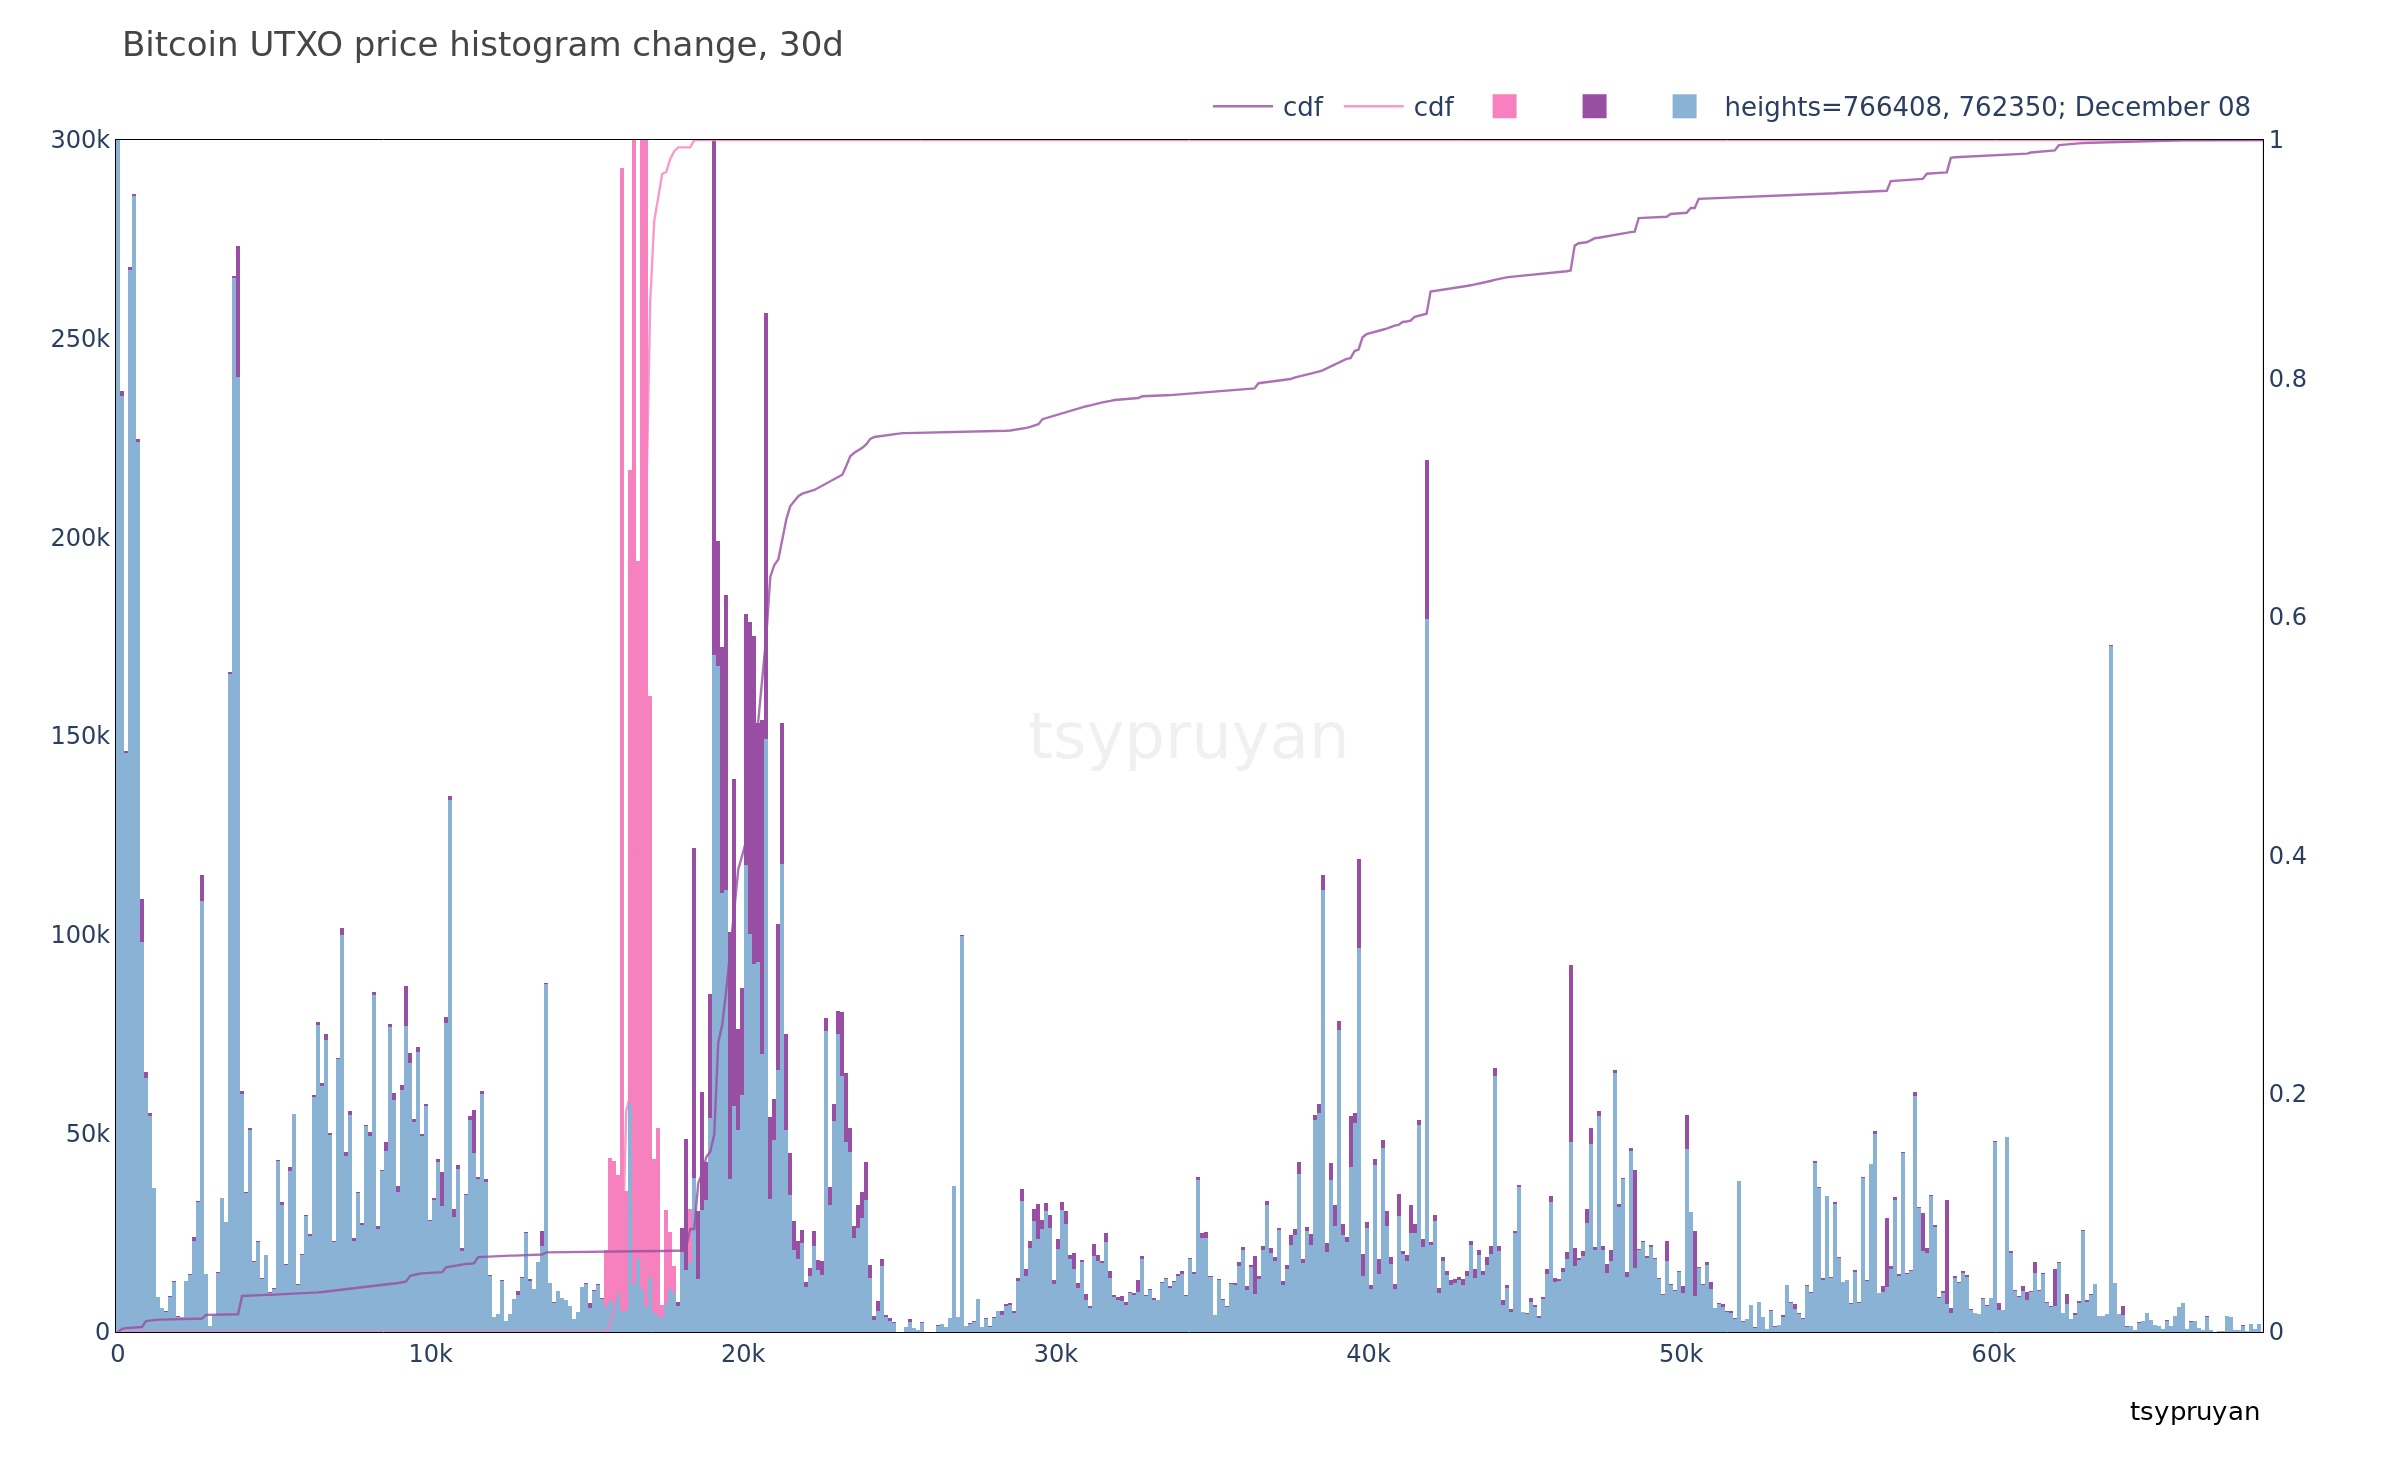 Bitcoin UTXO price histogram change, 30d
cdf cdf heights=766408, 762350; December 08
300k 1
250k
0.8
200k
0.6
150k
tsypruyan
0.4
100k
0.2
50k
0 0
0 10k 20k 30k 40k 50k 60k
tsypruyan